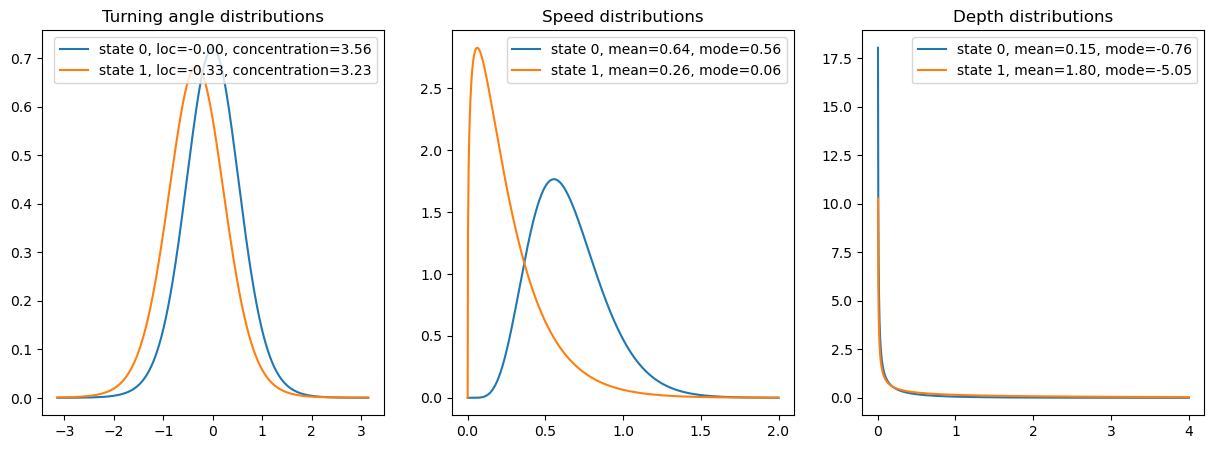 Turning angle distributions
state 0, loc=-0.00, concentration=3.56
state 1, loc=-0.33, concentration=3.23
0.7
0.6
0.5
0.4
0.3
0.2
0.1
0.0
−3 −2 −1 0 1 2 3
Speed distributions
state 0, mean=0.64, mode=0.56
state 1, mean=0.26, mode=0.06
2.5
2.0
1.5
1.0
0.5
0.0
0.0 0.5 1.0 1.5 2.0
Depth distributions
state 0, mean=0.15, mode=-0.76
state 1, mean=1.80, mode=-5.05
17.5
15.0
12.5
10.0
7.5
5.0
2.5
0.0
0 1 2 3 4